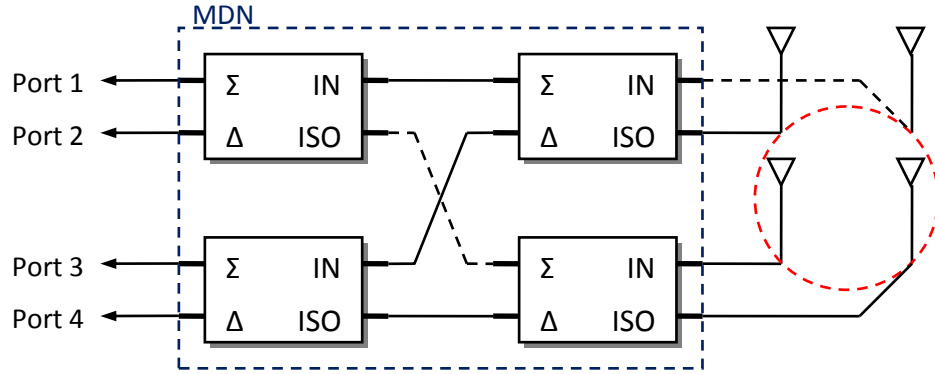 MDN
Port 1 Σ IN Σ IN
Port 2 Δ ISO Δ ISO
Port 3 Σ IN Σ IN
Port 4 Δ ISO Δ ISO